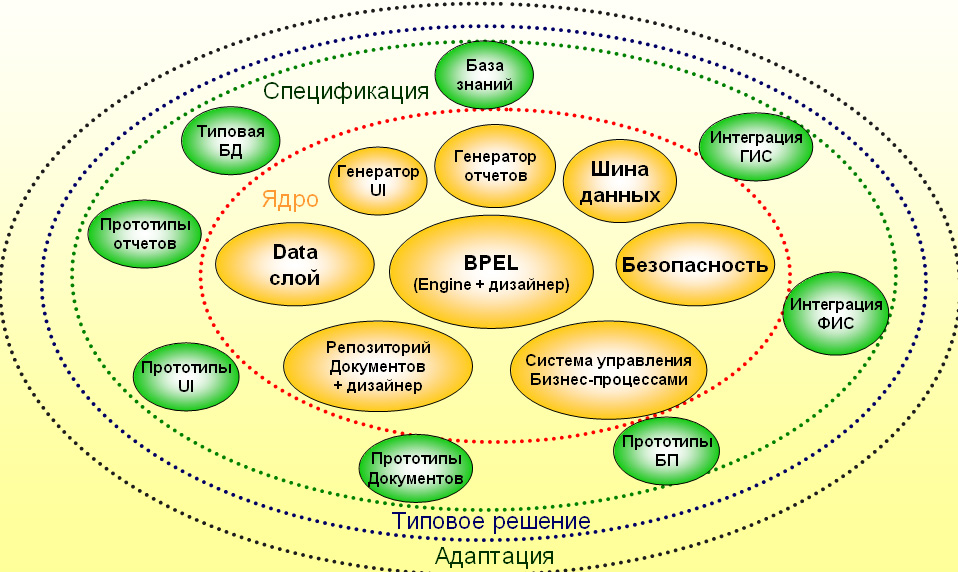 База
знаний
Спецификация
Типовая
БД
Интеграция
ГИС
Генератор
UI
Генератор
отчетов
Шина
данных
Ядро
Прототипы
отчетов
Data
слой
BPEL
(Engine + дизайнер)
Безопасность
Интеграция
ФИС
Репозиторий
Документов
+ дизайнер
Система управления
Бизнес-процессами
Прототипы
UI
Прототипы
Документов
Прототипы
БП
Типовое решение
Адаптация